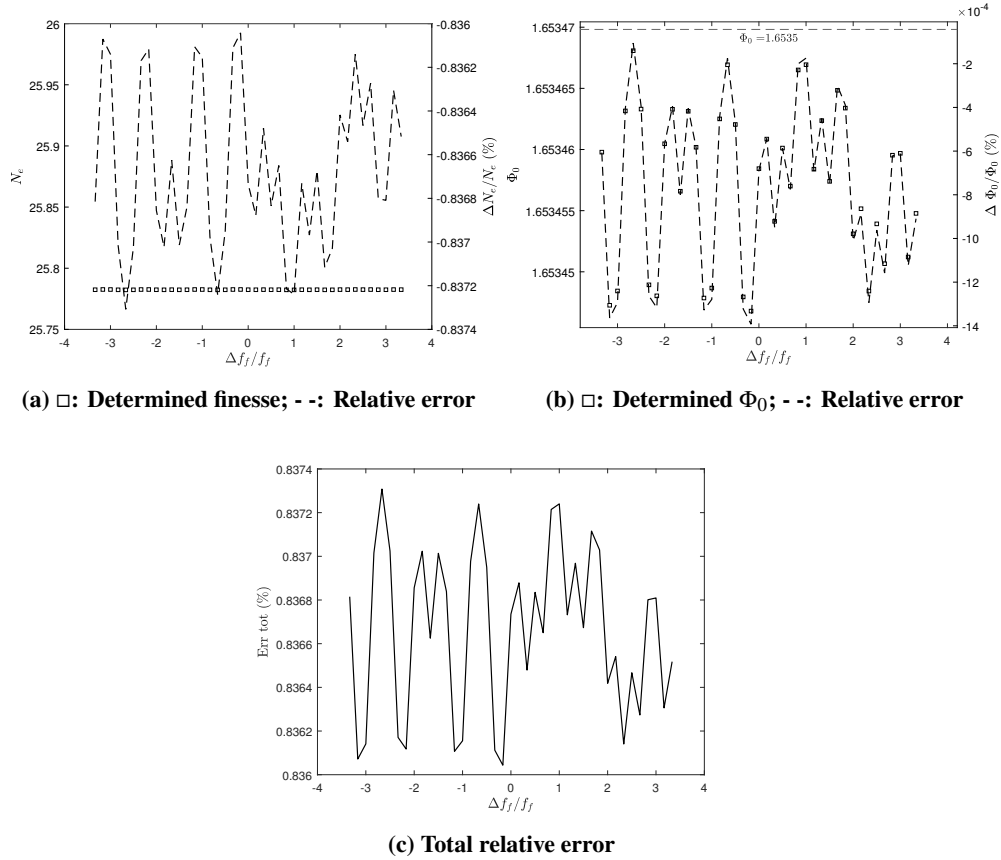 26
25.95
25.9
25.85
25.8
25.75
N_e
-0.836
-0.8362
-0.8364
-0.8366
-0.8368
-0.837
-0.8372
-0.8374
ΔN_e/N_e (%)
-4 -3 -2 -1 0 1 2 3 4
Δf_f/f_f
(a) □: Determined finesse; - -: Relative error
×10⁻⁴
1.65347
1.653465
1.65346
1.653455
1.65345
Φ₀
Φ₀ =1.6535
-2
-4
-6
-8
-10
-12
-14
Δ Φ₀/Φ₀ (%)
-3 -2 -1 0 1 2 3 4
Δf_f/f_f
(b) □: Determined Φ₀; - -: Relative error
0.8374
0.8372
0.837
0.8368
0.8366
0.8364
0.8362
0.836
Err tot (%)
-4 -3 -2 -1 0 1 2 3 4
Δf_f/f_f
(c) Total relative error